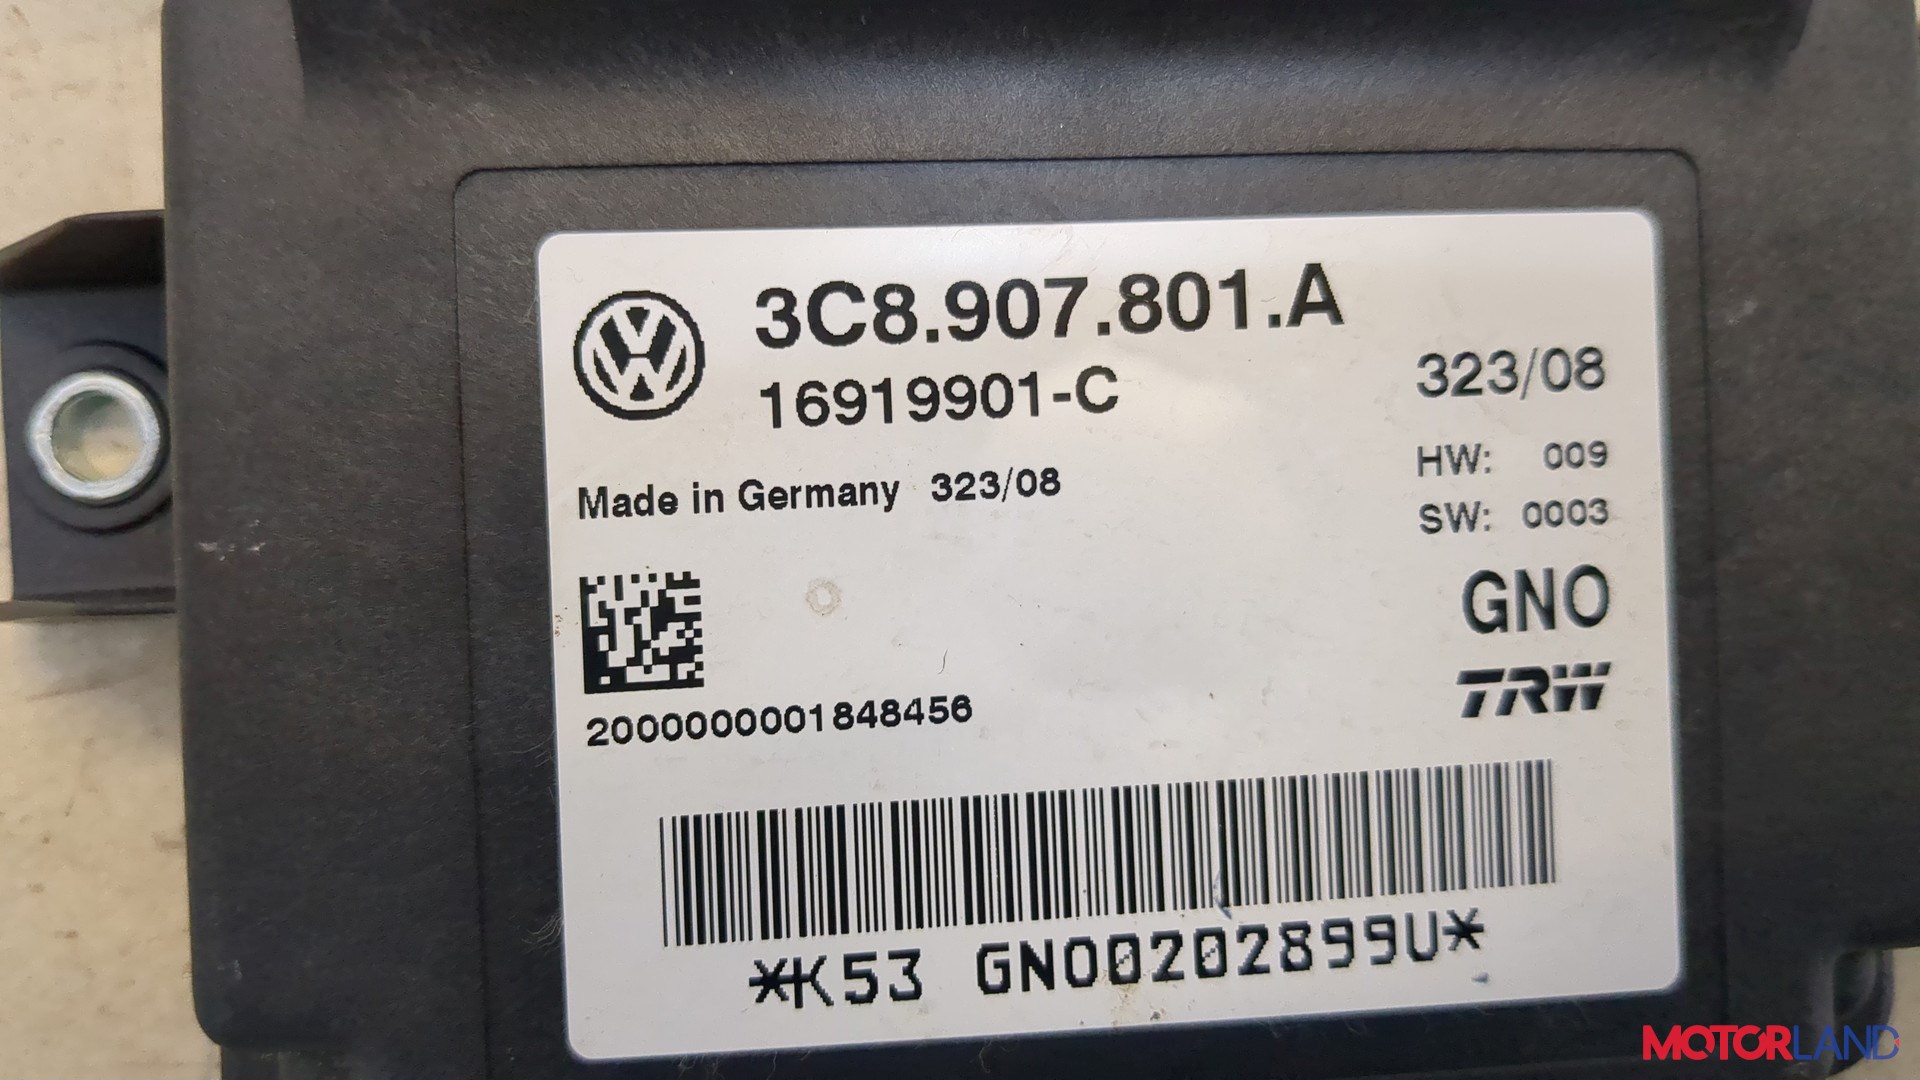 3C8.907.801.A
16919901-C
323/08
Made in Germany 323/08
HW: 009
SW: 0003
GNO
TRW
2000000001848456
*K53 GNO0202899U*
MOTORLAND